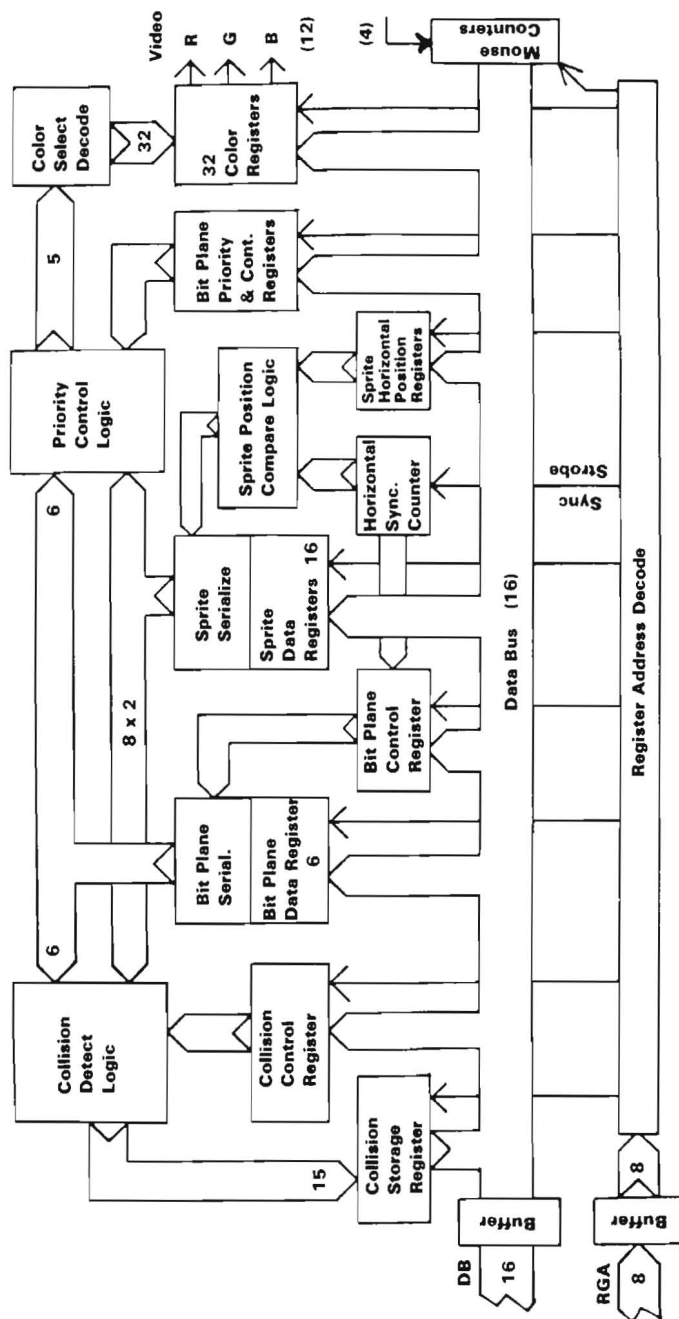 Video
R
G
B
(12)
(4)
Mouse
Counters
Color
Select
Decode
32
32 Color
Registers
5
Bit Plane
Priority
& Cont.
Registers
Priority
Control
Logic
Sprite Position
Compare Logic
Sprite
Horizontal
Position
Registers
Horizontal
Sync.
Counter
Sync
Strobe
6
8 x 2
Sprite
Serialize
Sprite
Data
Registers 16
Bit Plane
Control
Register
Bit Plane
Serial.
Bit Plane
Data Register
6
6
Collision
Detect
Logic
Collision
Control
Register
15
Collision
Storage
Register
Data Bus (16)
Register Address Decode
DB
16
Buffer
RGA
8
Buffer
8